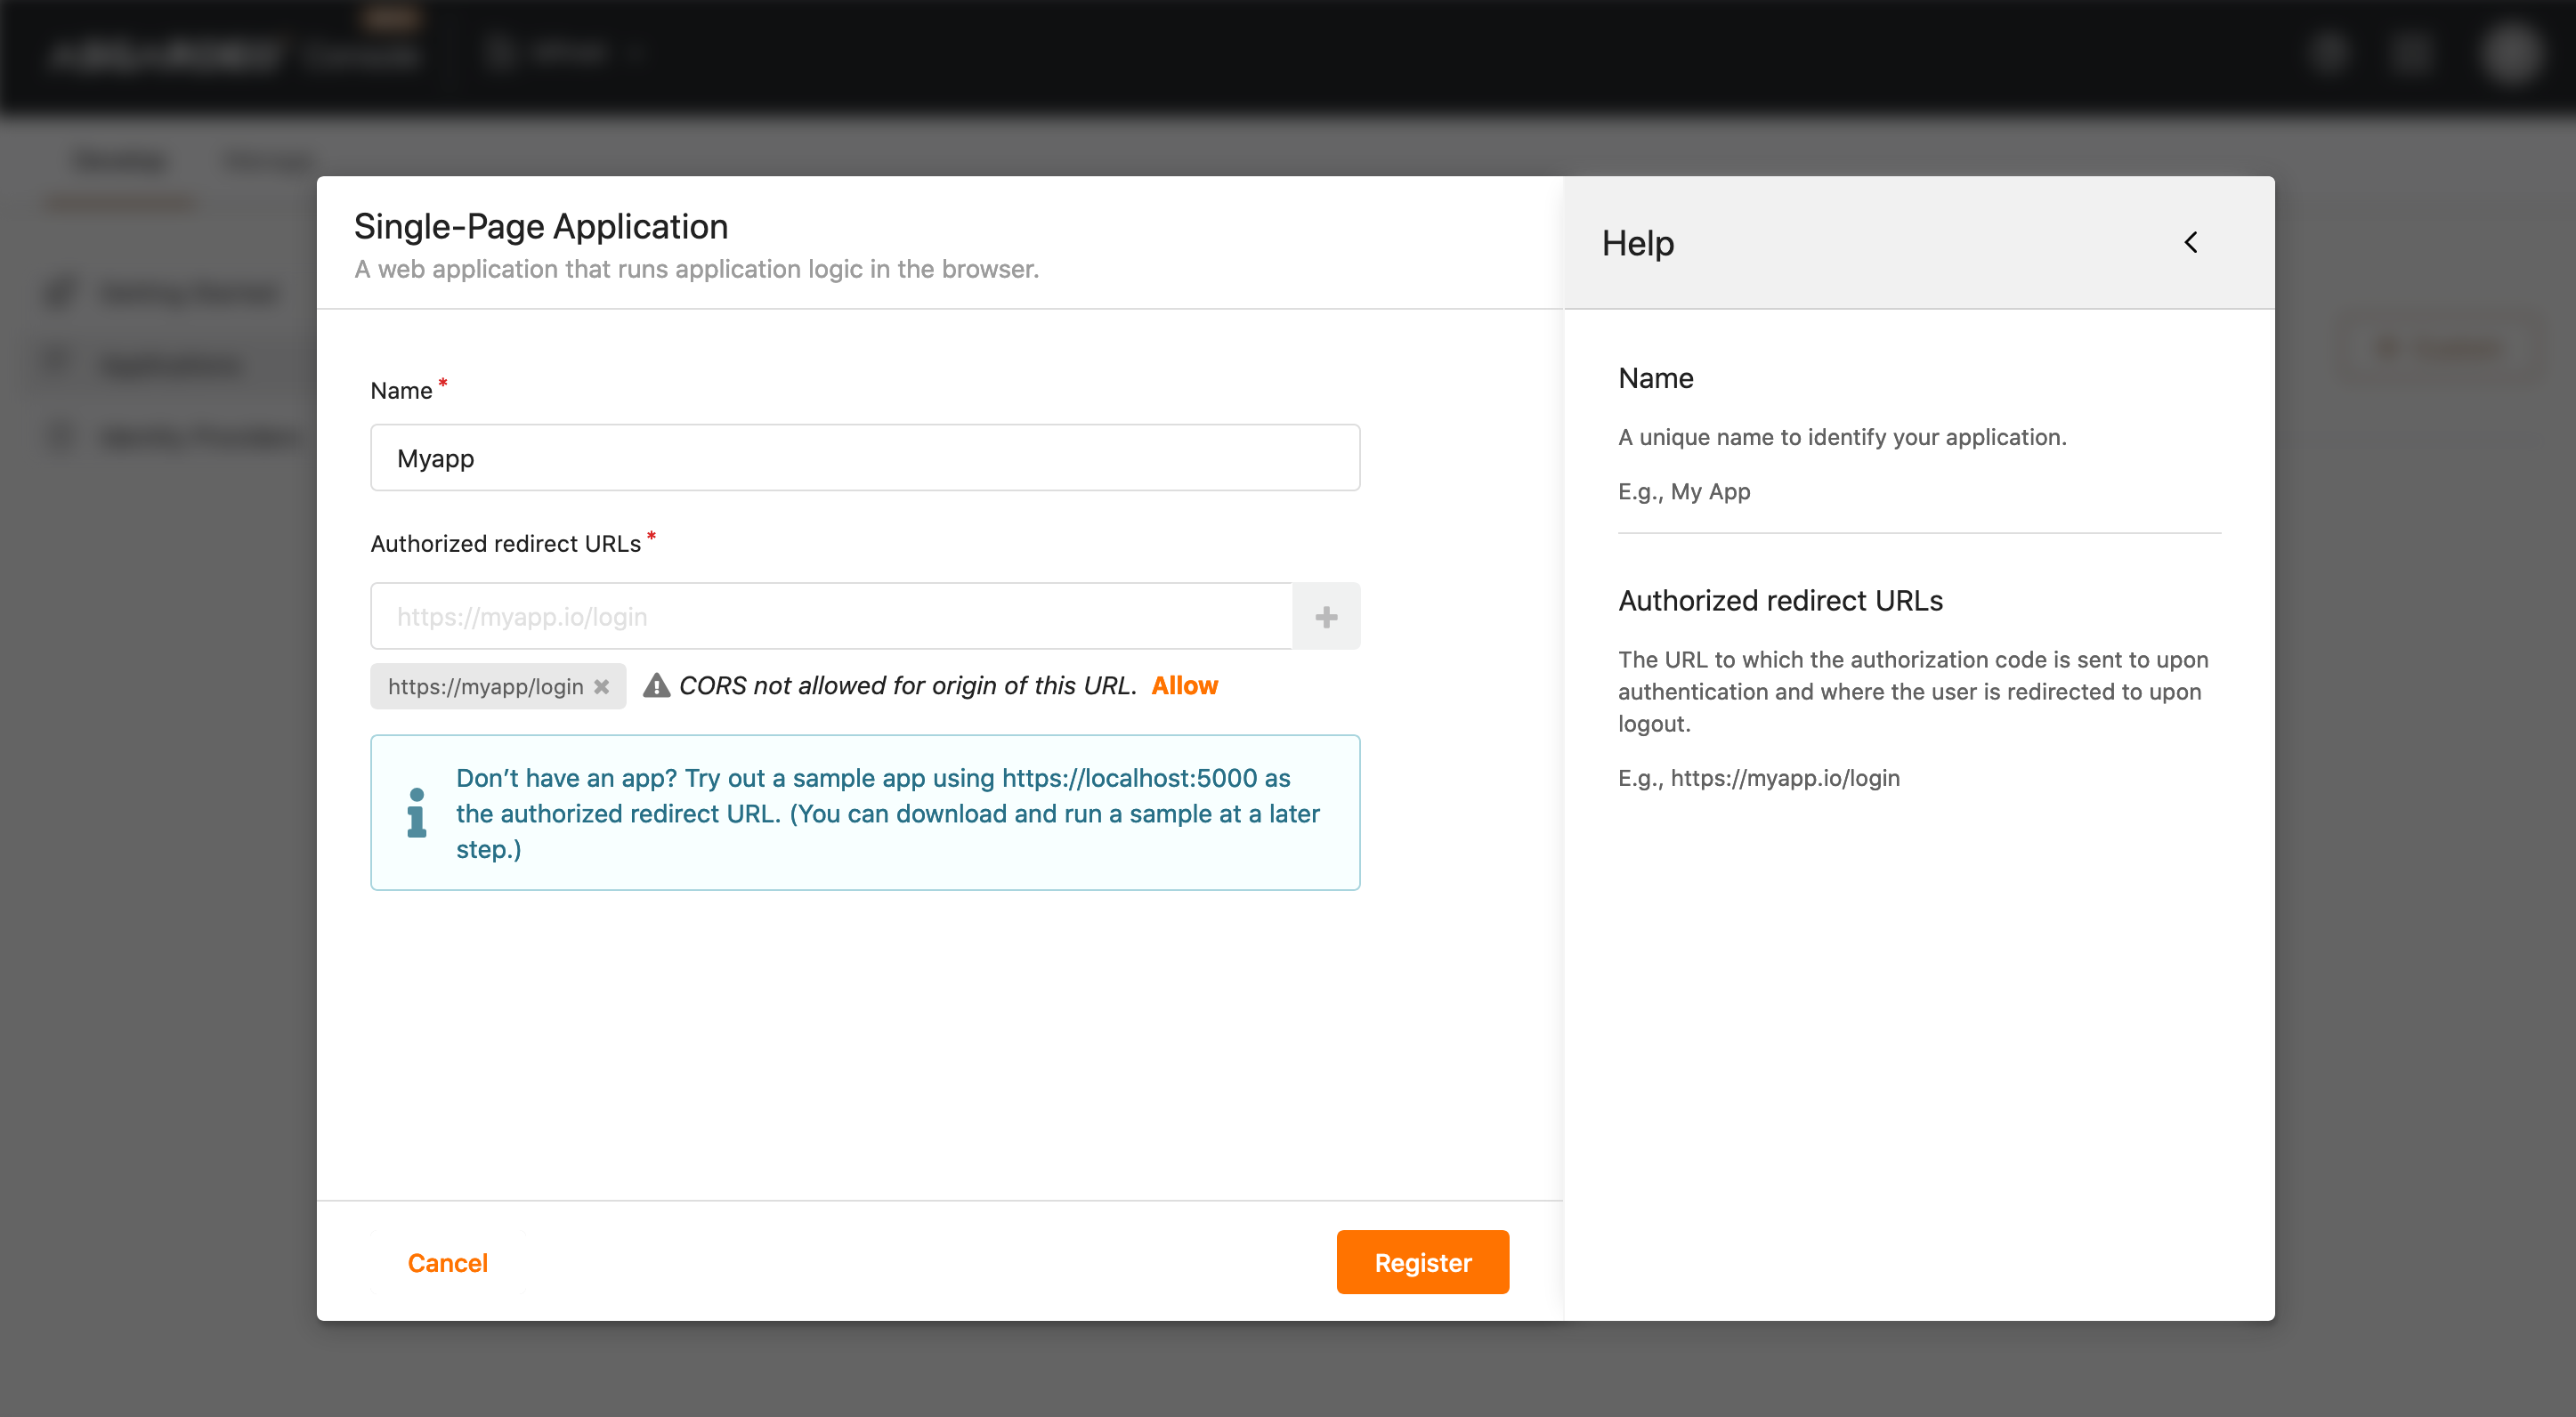 Single-Page Application
A web application that runs application logic in the browser.
Name *
Myapp
Authorized redirect URLs *
https://myapp.io/login
https://myapp/login
CORS not allowed for origin of this URL. Allow
Don’t have an app? Try out a sample app using https://localhost:5000 as
the authorized redirect URL. (You can download and run a sample at a later
step.)
Cancel
Register
Help
Name
A unique name to identify your application.
E.g., My App
Authorized redirect URLs
The URL to which the authorization code is sent to upon
authentication and where the user is redirected to upon
logout.
E.g., https://myapp.io/login